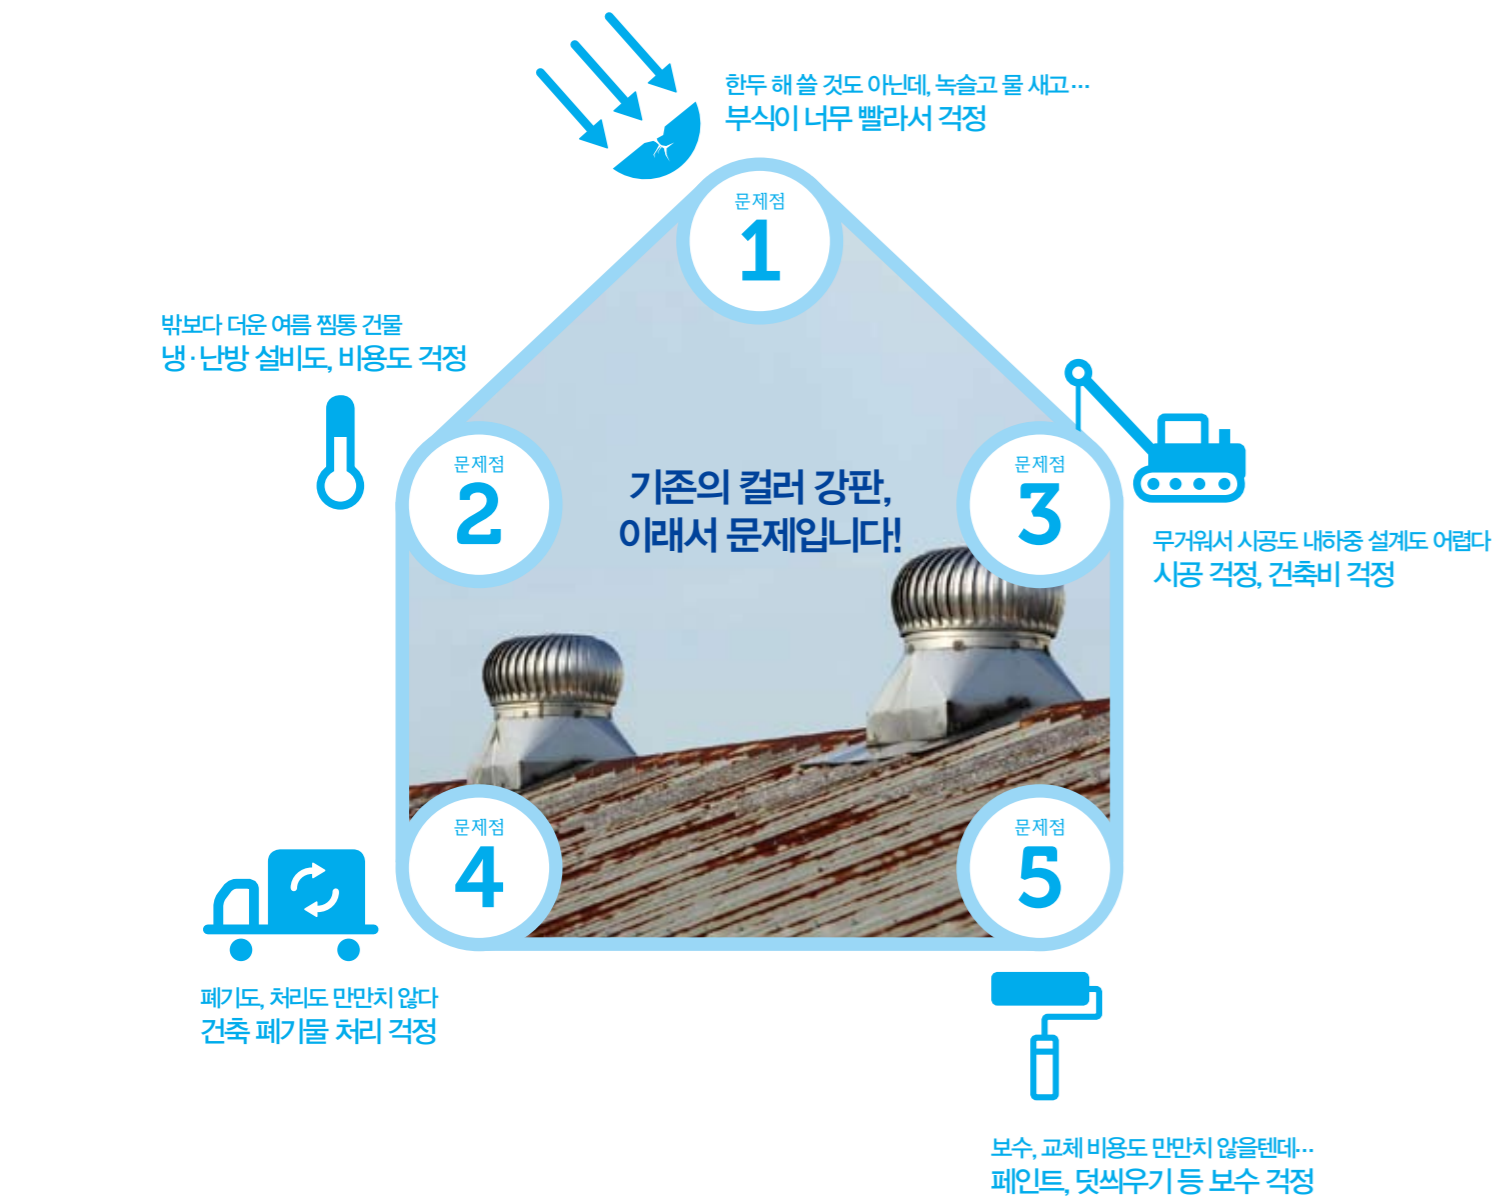 한두 해 쓸 것도 아닌데, 녹슬고 물 새고…
부식이 너무 빨라서 걱정
문제점
1
밖보다 더운 여름 찜통 건물
냉·난방 설비도, 비용도 걱정
문제점
2
기존의 컬러 강판,
이래서 문제입니다!
문제점
3
무거워서 시공도 내하중 설계도 어렵다
시공 걱정, 건축비 걱정
문제점
4
폐기도, 처리도 만만치 않다
건축 폐기물 처리 걱정
문제점
5
보수, 교체 비용도 만만치 않을텐데…
페인트, 덧씌우기 등 보수 걱정